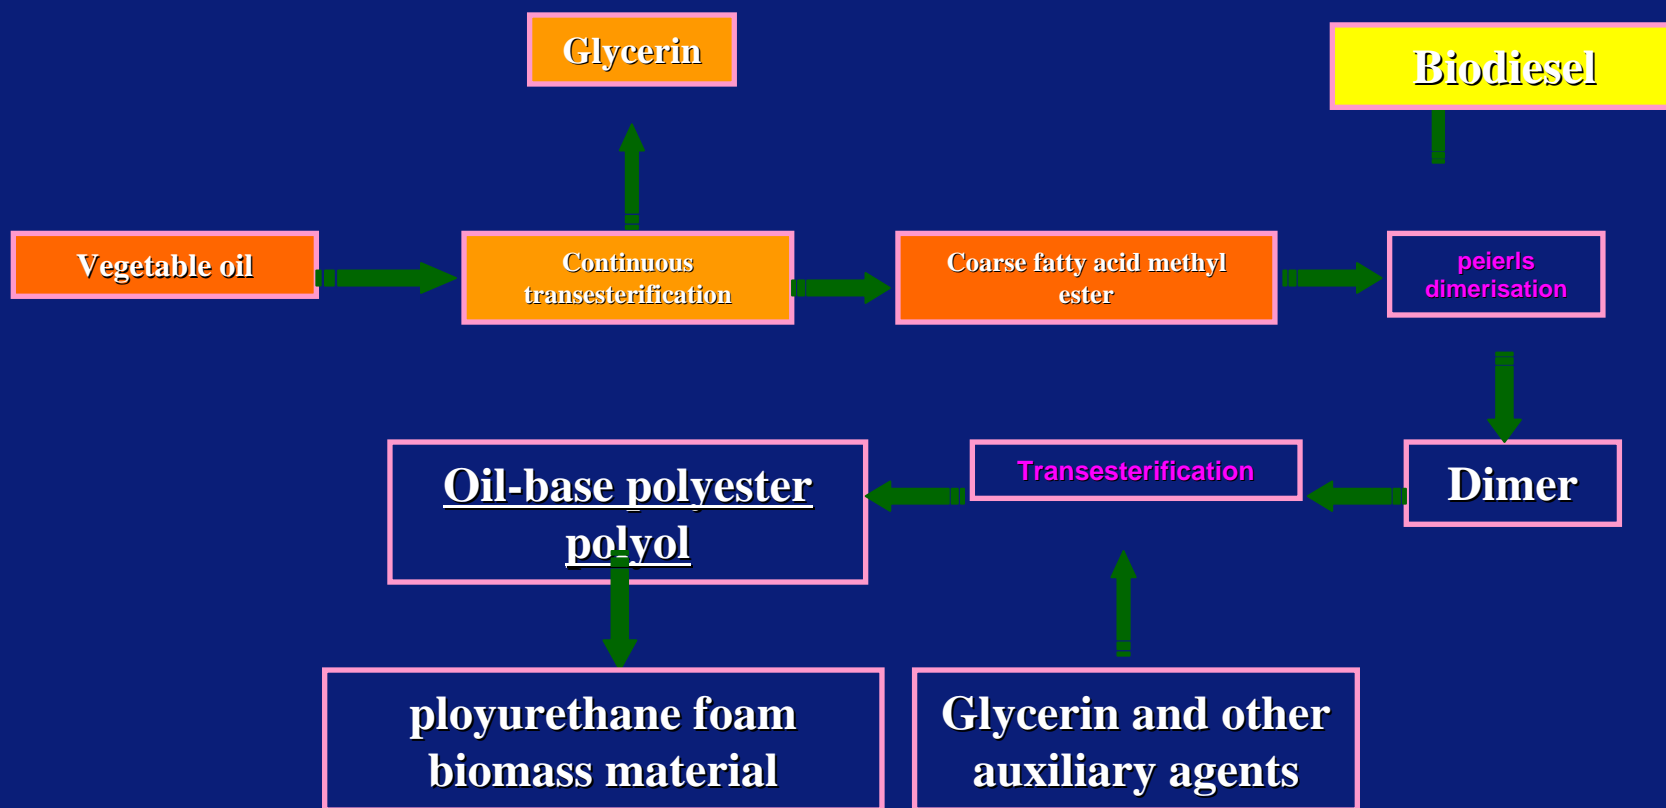 Glycerin
Biodiesel
Vegetable oil
Continuous
transesterification
Coarse fatty acid methyl
ester
peierls
dimerisation
Oil-base polyester
polyol
Transesterification
Dimer
ployurethane foam
biomass material
Glycerin and other
auxiliary agents